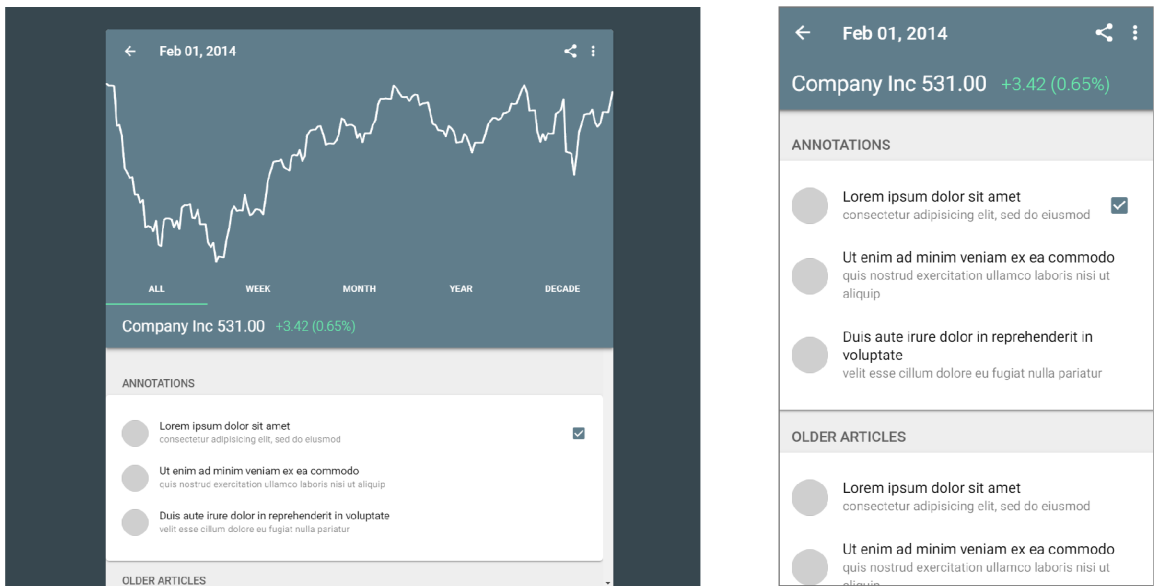 Feb 01, 2014
ALL WEEK MONTH YEAR DECADE
Company Inc 531.00 +3.42 (0.65%)
ANNOTATIONS
Lorem ipsum dolor sit amet
consectetur adipisicing elit, sed do eiusmod
Ut enim ad minim veniam ex ea commodo
quis nostrud exercitation ullamco laboris nisi ut aliquip
Duis aute irure dolor in reprehenderit in voluptate
velit esse cillum dolore eu fugiat nulla pariatur
OLDER ARTICLES
Feb 01, 2014
Company Inc 531.00 +3.42 (0.65%)
ANNOTATIONS
Lorem ipsum dolor sit amet
consectetur adipisicing elit, sed do eiusmod
Ut enim ad minim veniam ex ea commodo
quis nostrud exercitation ullamco laboris nisi ut
aliquip
Duis aute irure dolor in reprehenderit in
voluptate
velit esse cillum dolore eu fugiat nulla pariatur
OLDER ARTICLES
Lorem ipsum dolor sit amet
consectetur adipisicing elit, sed do eiusmod
Ut enim ad minim veniam ex ea commodo
quis nostrud exercitation ullamco laboris nisi ut
aliquip